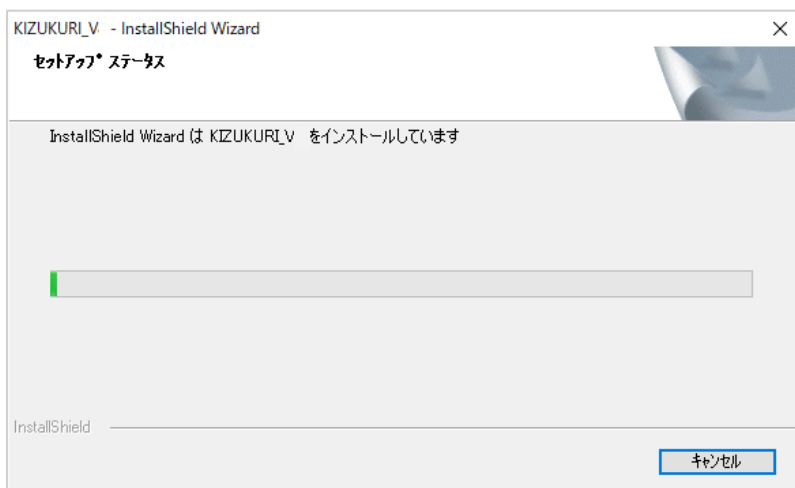 KIZUKURI_V - InstallShield Wizard
セットアップ ステータス
InstallShield Wizard は KIZUKURI_V をインストールしています
InstallShield
キャンセル